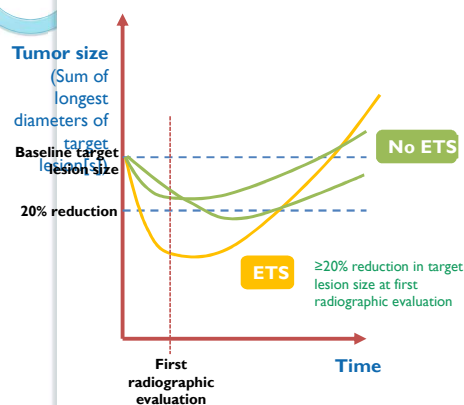 Tumor size
(Sum of
longest
diameters of
target
lesion[s])
Baseline target
lesion size
20% reduction
No ETS
ETS
≥20% reduction in target
lesion size at first
radiographic evaluation
First
radiographic
evaluation
Time